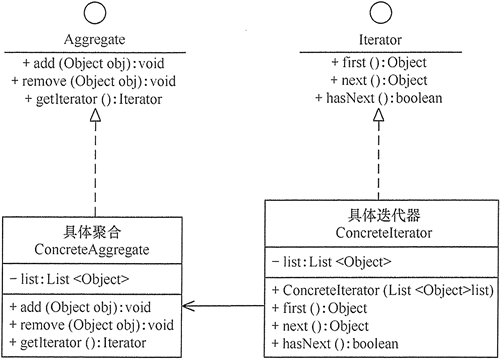 Aggregate
+ add (Object obj):void
+ remove (Object obj):void
+ getIterator ():Iterator
Iterator
+ first ():Object
+ next ():Object
+ hasNext ():boolean
具体聚合
ConcreteAggregate
- list:List <Object>
+ add (Object obj):void
+ remove (Object obj):void
+ getIterator ():Iterator
具体迭代器
ConcreteIterator
- list:List <Object>
+ ConcreteIterator (List <Object>list)
+ first ():Object
+ next ():Object
+ hasNext ():boolean